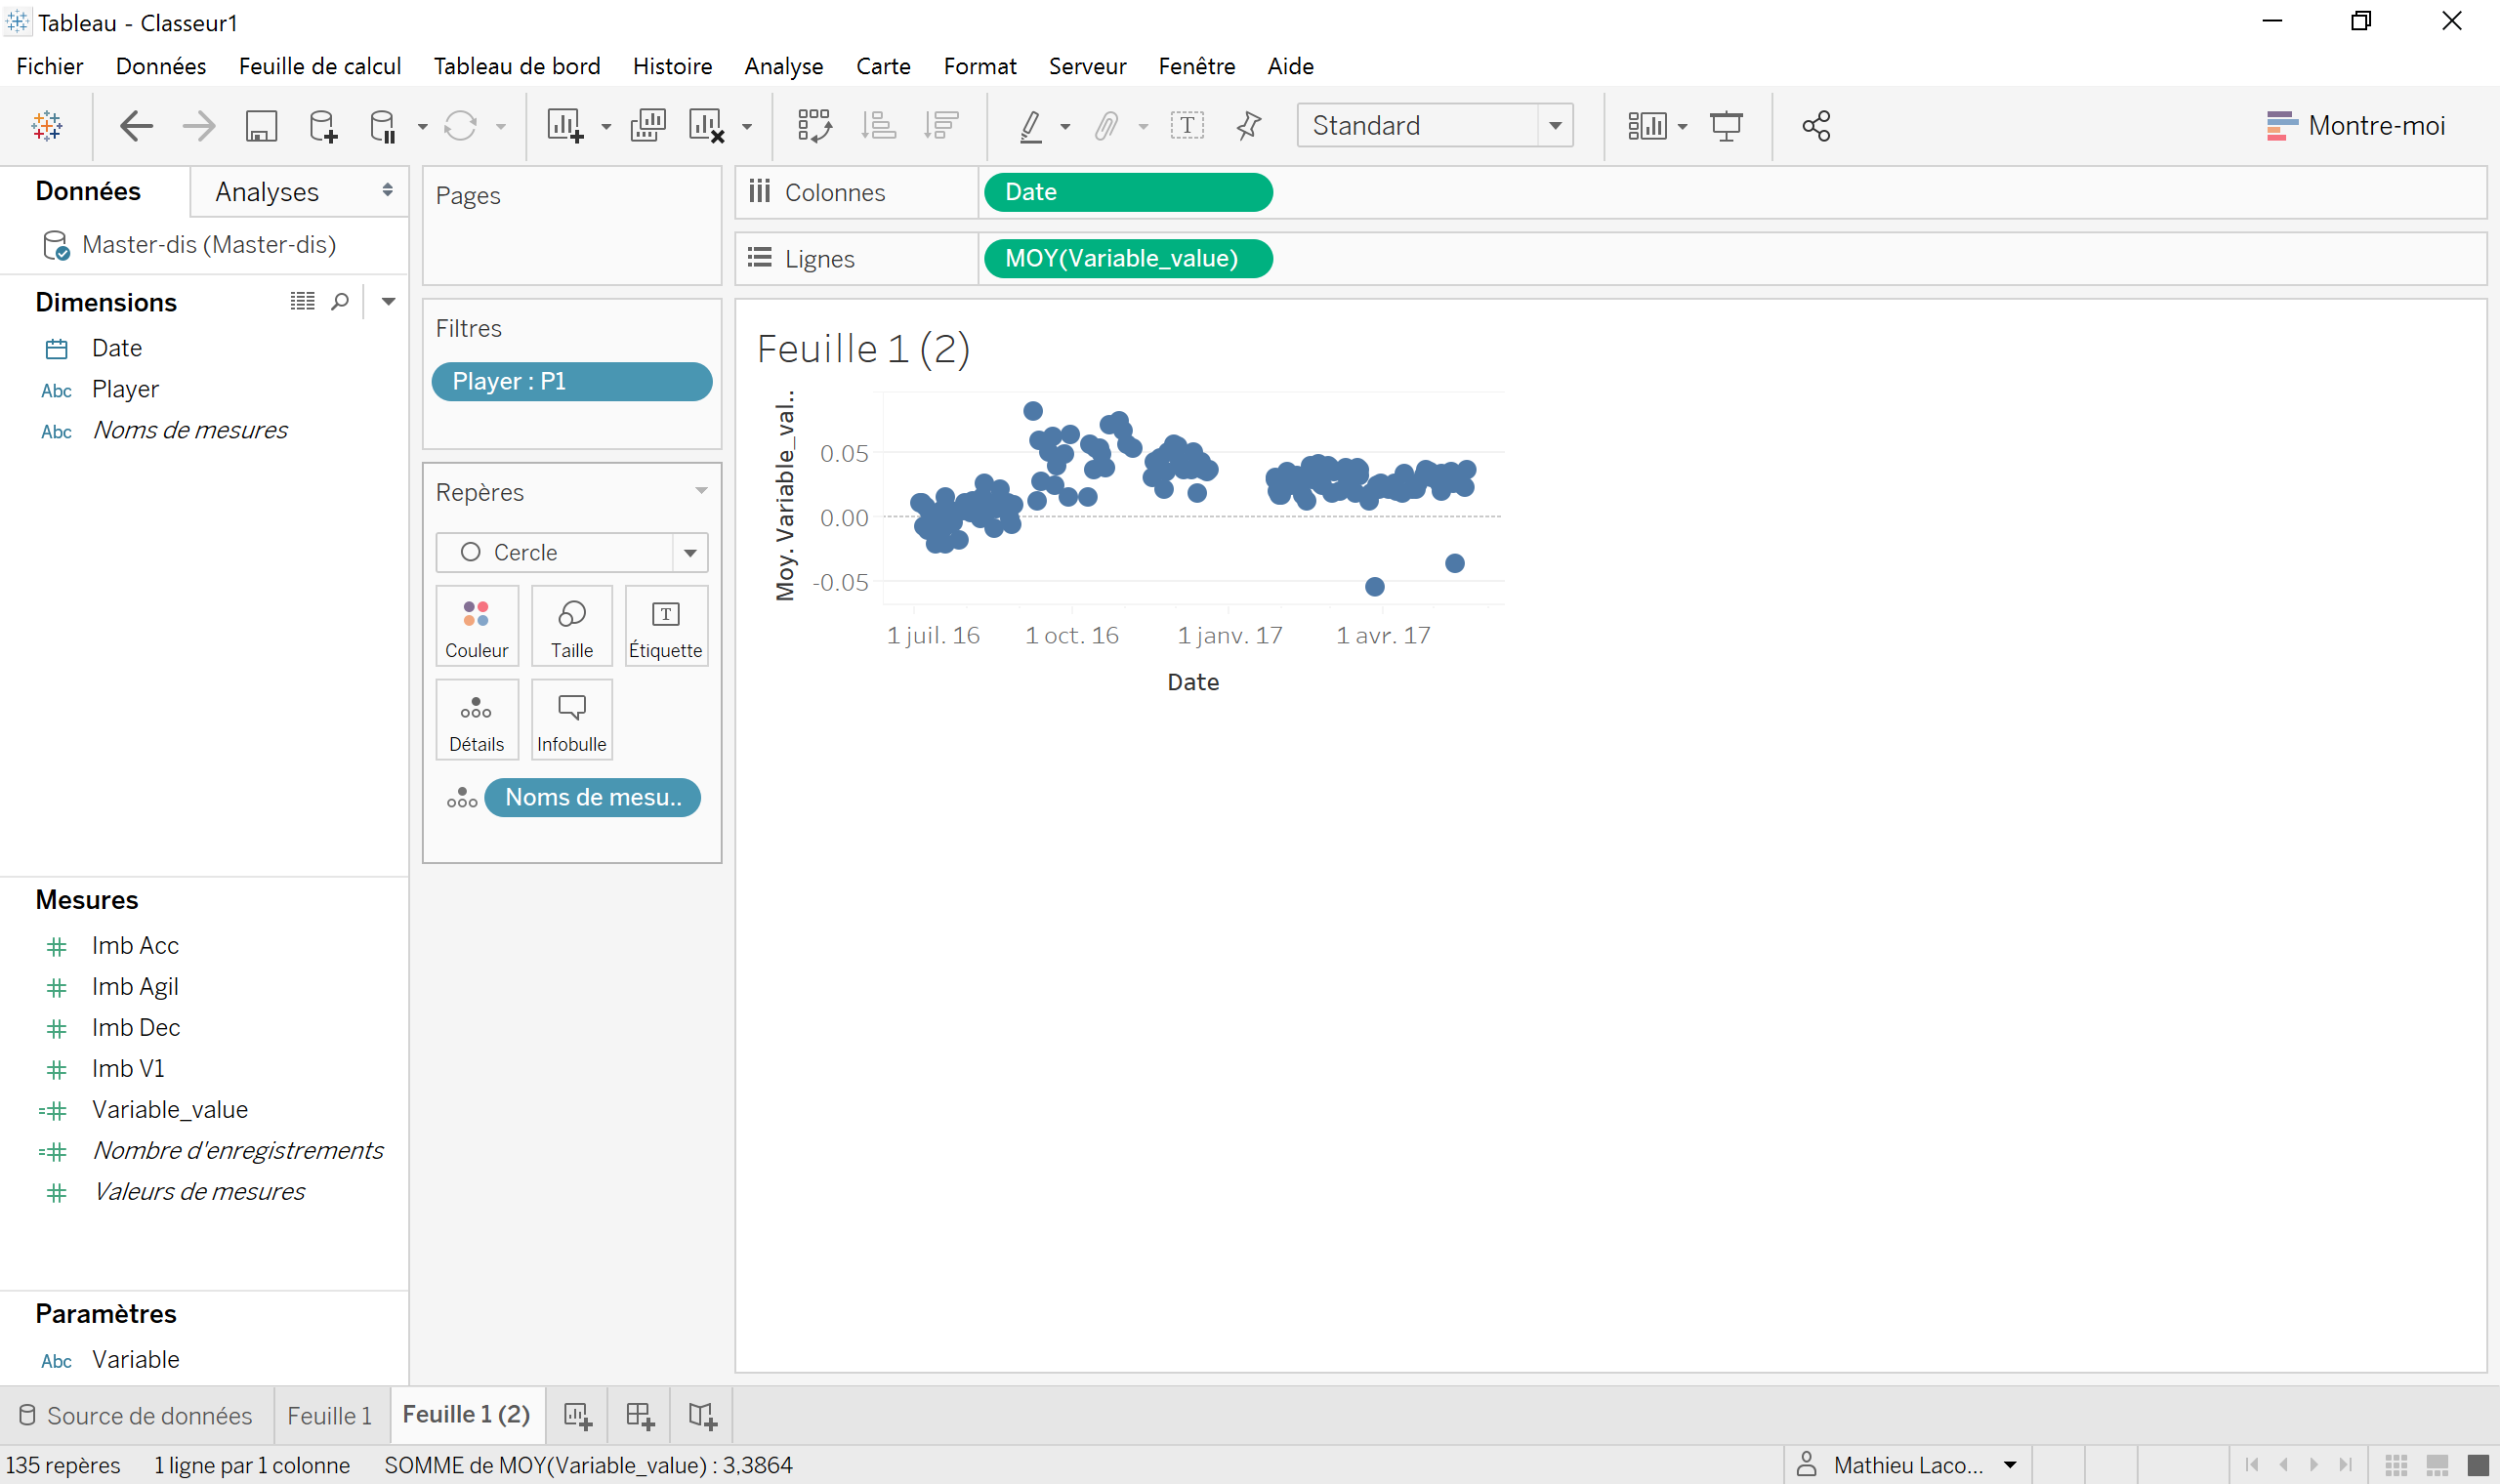 Tableau - Classeur1
Fichier Données Feuille de calcul Tableau de bord Histoire Analyse Carte Format Serveur Fenêtre Aide
Standard
Montre-moi
Données
Analyses
Master-dis (Master-dis)
Dimensions
Date
Abc Player
Abc Noms de mesures
Mesures
Imb Acc
Imb Agil
Imb Dec
Imb V1
Variable_value
Nombre d'enregistrements
Valeurs de mesures
Paramètres
Abc Variable
Pages
Filtres
Player : P1
Repères
Cercle
Couleur
Taille
T
Étiquette
Détails
Infobulle
Noms de mesu..
Colonnes
Date
Lignes
MOY(Variable_value)
Feuille 1 (2)
Moy. Variable_val..
0.05
0.00
-0.05
1 juil. 16
1 oct. 16
1 janv. 17
1 avr. 17
Date
Source de données
Feuille 1
Feuille 1 (2)
135 repères
1 ligne par 1 colonne
SOMME de MOY(Variable_value) : 3,3864
Mathieu Laco...